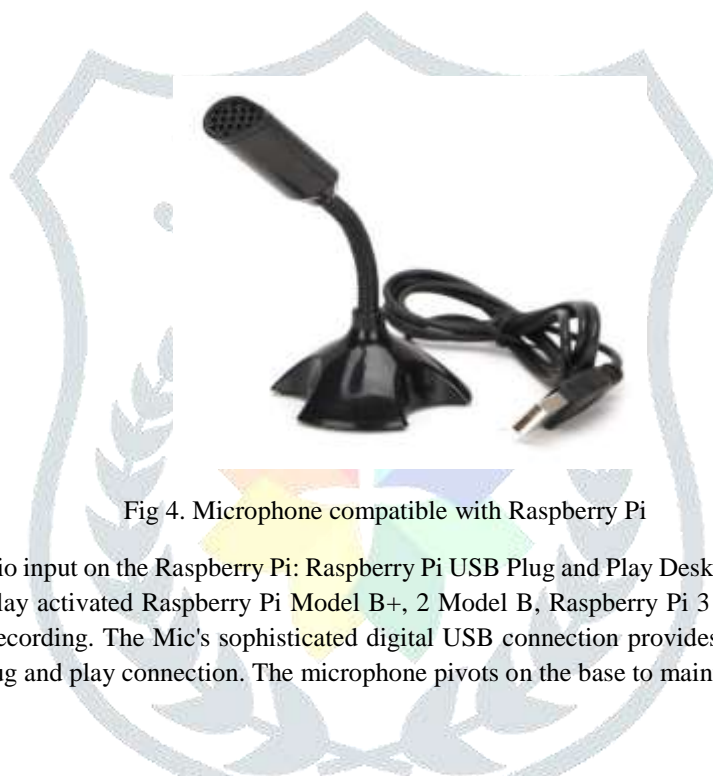 Fig 4. Microphone compatible with Raspberry Pi
io input on the Raspberry Pi: Raspberry Pi USB Plug and Play Desk
lay activated Raspberry Pi Model B+, 2 Model B, Raspberry Pi 3
ecording. The Mic's sophisticated digital USB connection provides
ug and play connection. The microphone pivots on the base to main